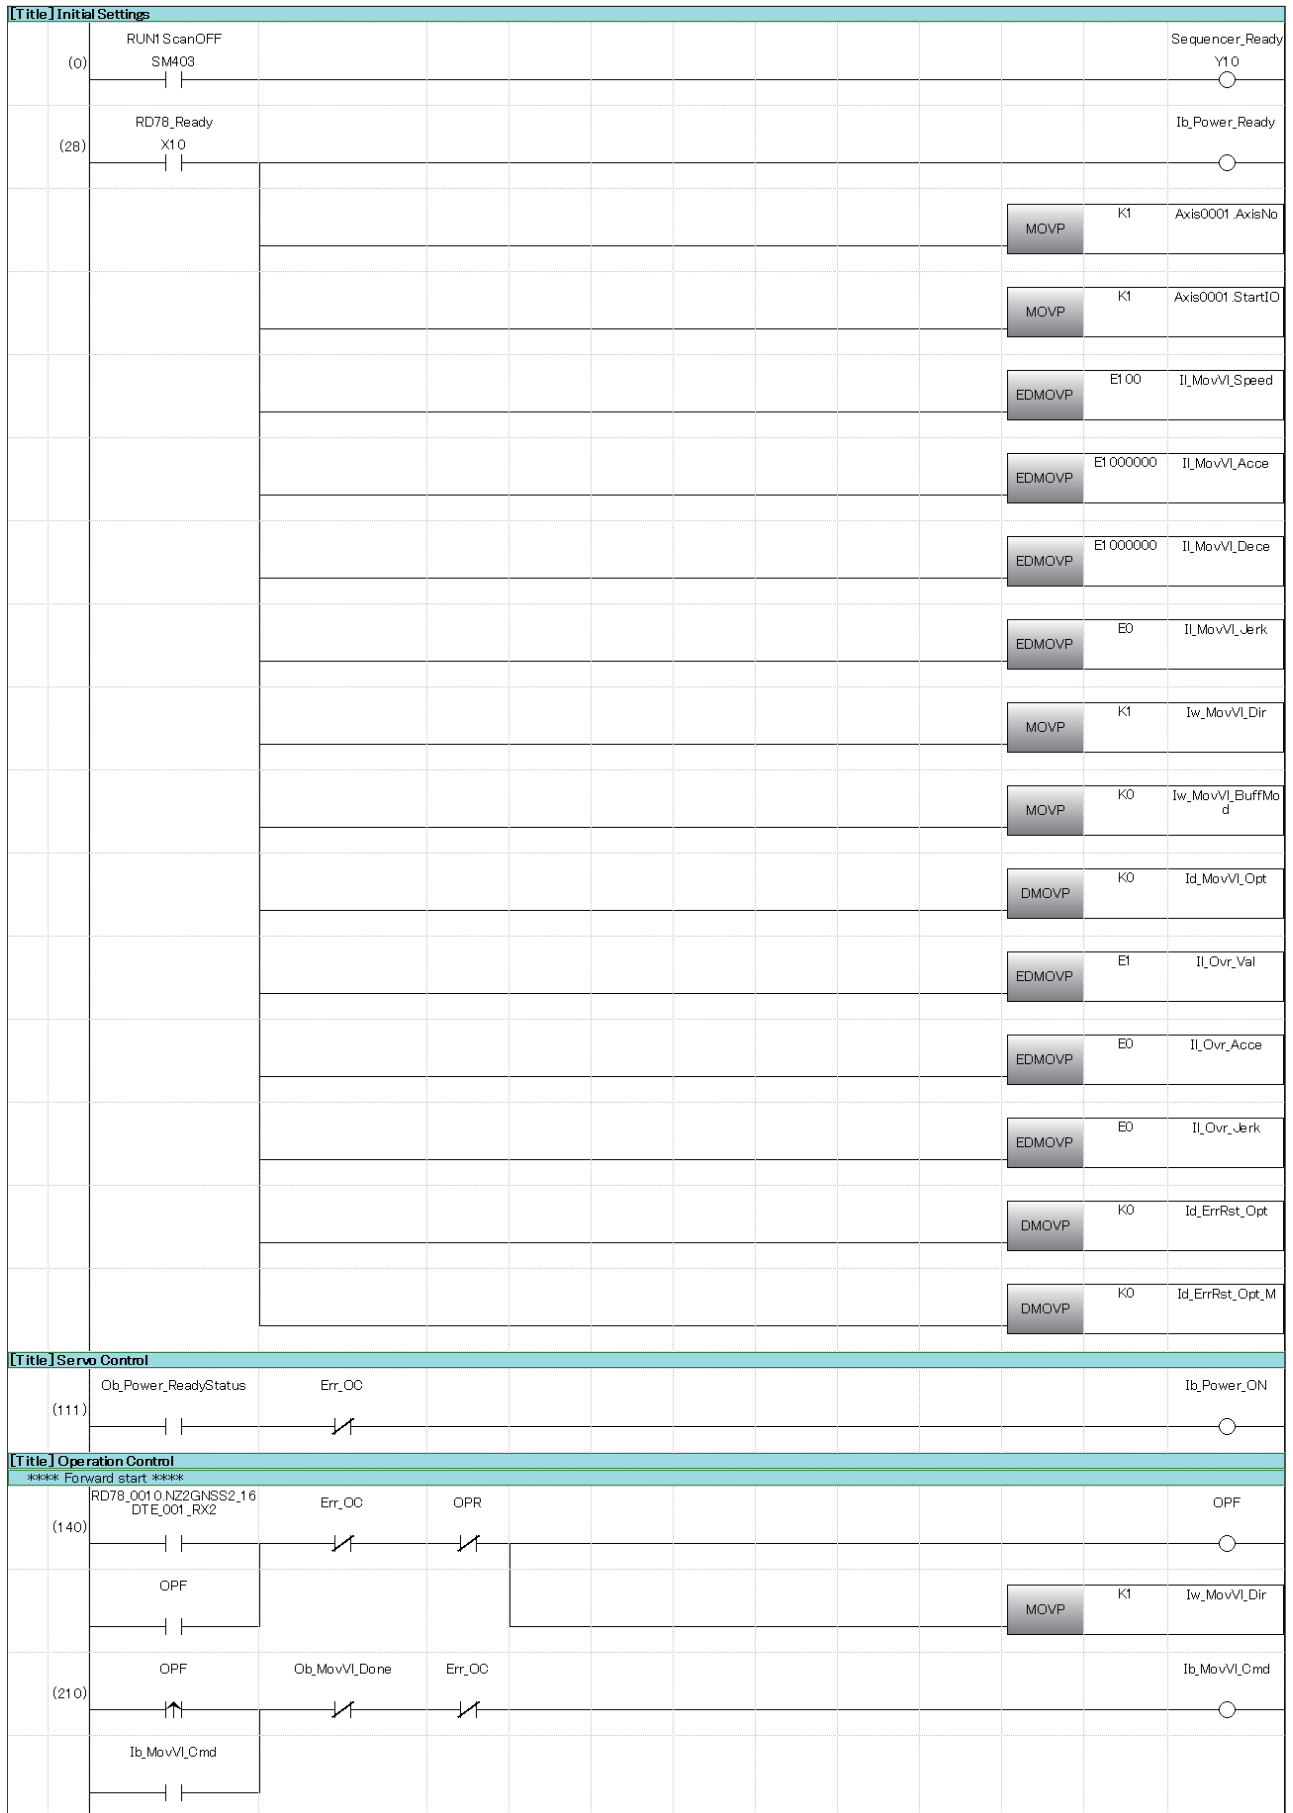 [Title]Initial Settings
RUN1ScanOFF
Sequencer_Ready
(0)
SM403
Y10
RD78_Ready
Ib_Power_Ready
(28)
X10
MOVP K1 Axis0001.AxisNo
MOVP K1 Axis0001.StartIO
EDMOVP E100 Il_MovVl_Speed
EDMOVP E1000000 Il_MovVl_Acce
EDMOVP E1000000 Il_MovVl_Dece
EDMOVP E0 Il_MovVl_Jerk
MOVP K1 Iw_MovVl_Dir
MOVP K0 Iw_MovVl_BuffMo
d
DMOVP K0 Id_MovVl_Opt
EDMOVP E1 Il_Ovr_Val
EDMOVP E0 Il_Ovr_Acce
EDMOVP E0 Il_Ovr_Jerk
DMOVP K0 Id_ErrRst_Opt
DMOVP K0 Id_ErrRst_Opt_M
[Title]Servo Control
Ob_Power_ReadyStatus Err_OC Ib_Power_ON
(111)
[Title]Operation Control
**** Forward start ****
RD78_0010.NZ2GNSS2_16
DTE_001_RX2
Err_OC OPR OPF
(140)
OPF
MOVP K1 Iw_MovVl_Dir
OPF Ob_MovVl_Done Err_OC Ib_MovVl_Cmd
(210)
Ib_MovVl_Cmd